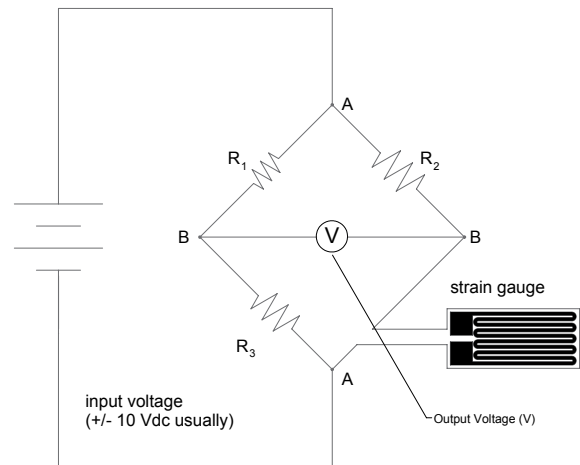 A
R1
R2
B
V
B
strain gauge
R3
A
input voltage
(+/- 10 Vdc usually)
Output Voltage (V)